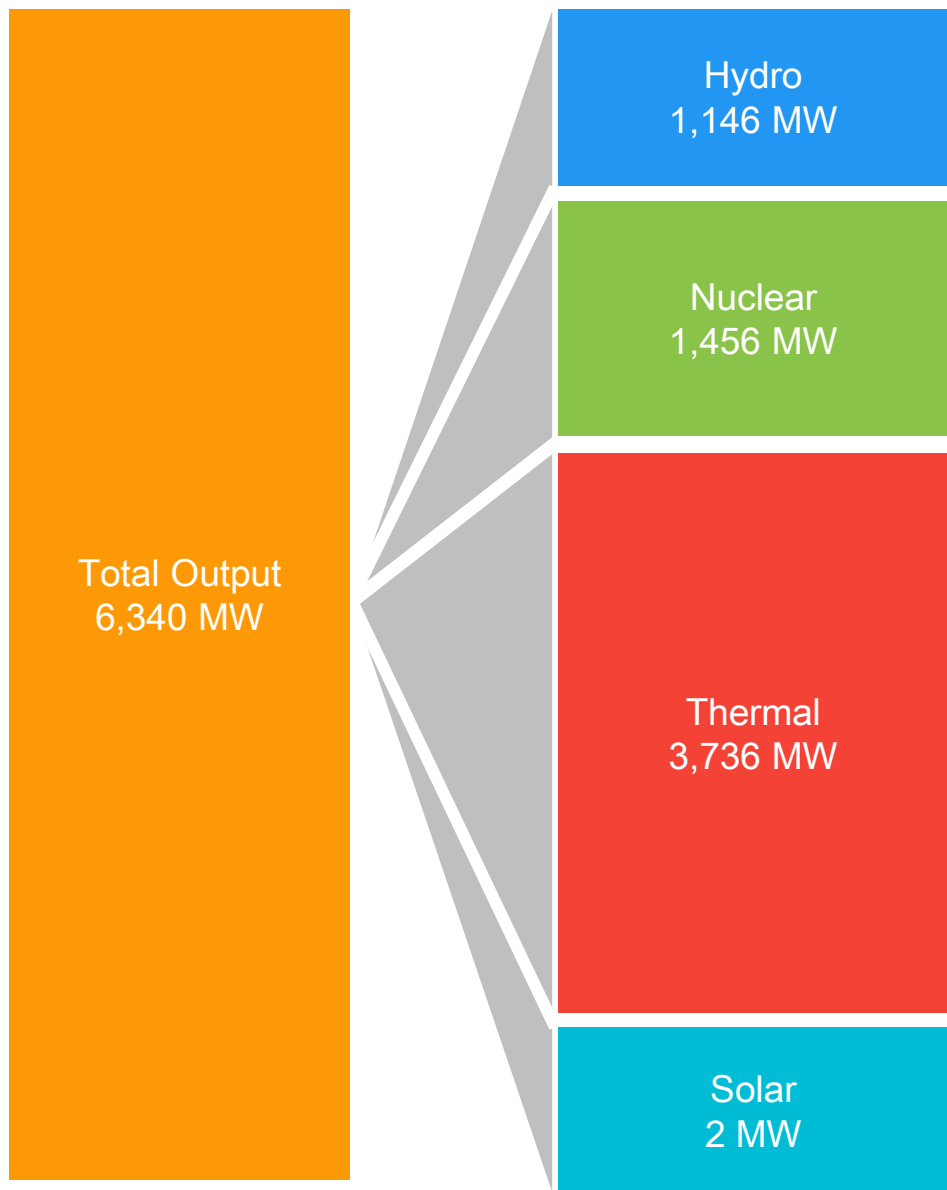 Total Output
6,340 MW
Hydro
1,146 MW
Nuclear
1,456 MW
Thermal
3,736 MW
Solar
2 MW